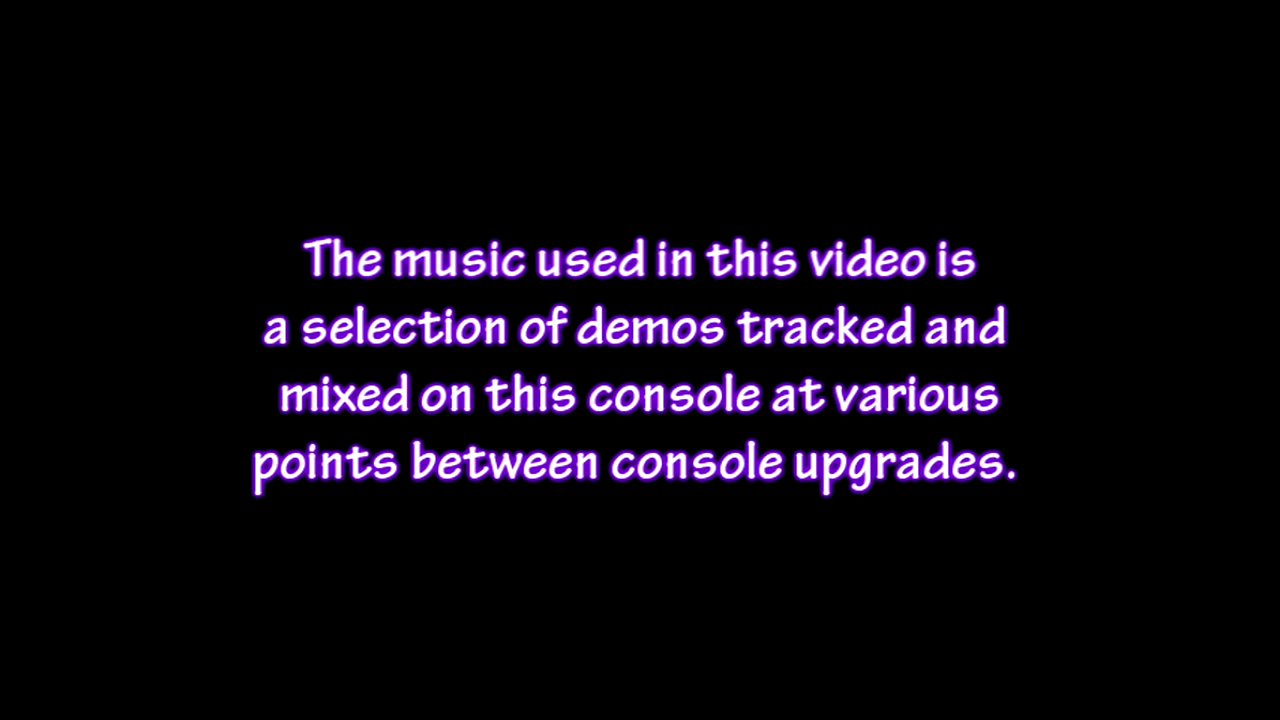 The music used in this video is
a selection of demos tracked and
mixed on this console at various
points between console upgrades.